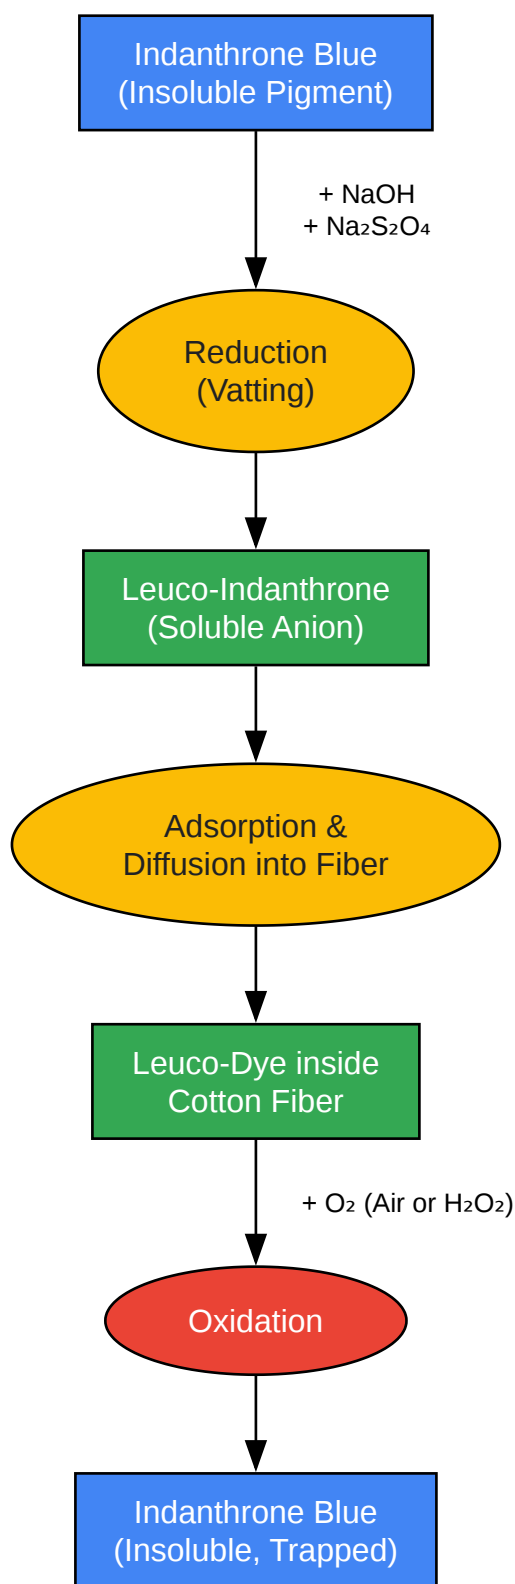 Indanthrone Blue
(Insoluble Pigment)
+ NaOH
+ Na₂S₂O₄
Reduction
(Vatting)
Leuco-Indanthrone
(Soluble Anion)
Adsorption &
Diffusion into Fiber
Leuco-Dye inside
Cotton Fiber
+ O₂ (Air or H₂O₂)
Oxidation
Indanthrone Blue
(Insoluble, Trapped)